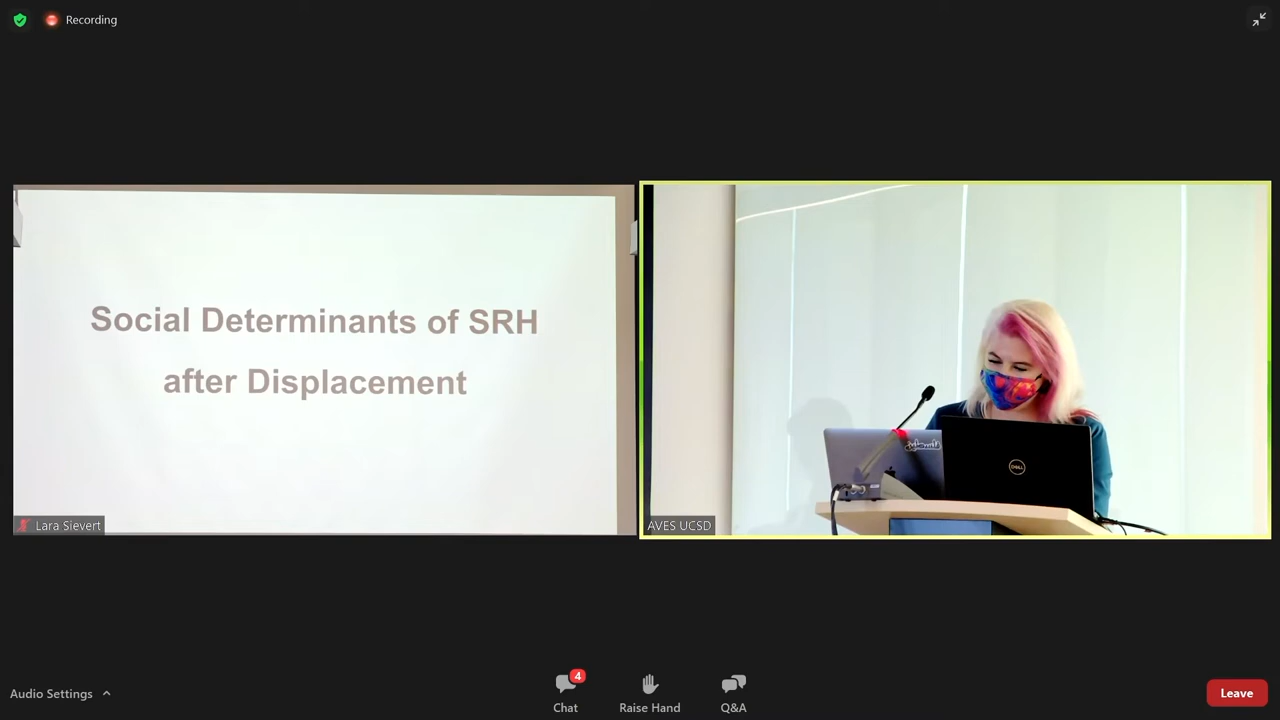 Recording
Social Determinants of SRH
after Displacement
Lara Sievert
AVES UCSD
DELL
Audio Settings
4
Chat
Raise Hand
Q&A
Leave